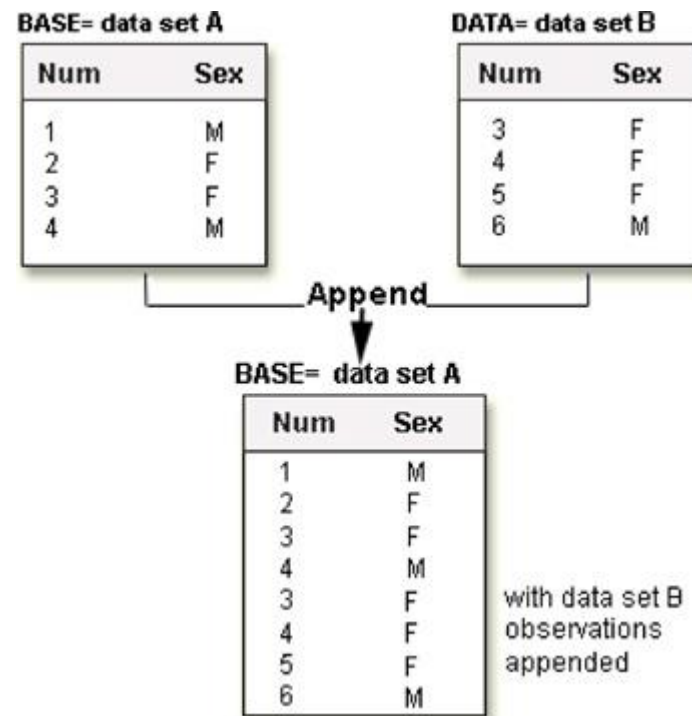 BASE= data set A
Num Sex
1 M
2 F
3 F
4 M
DATA= data set B
Num Sex
3 F
4 F
5 F
6 M
Append
BASE= data set A
Num Sex
1 M
2 F
3 F
4 M
3 F
4 F
5 F
6 M
with data set B
observations
appended